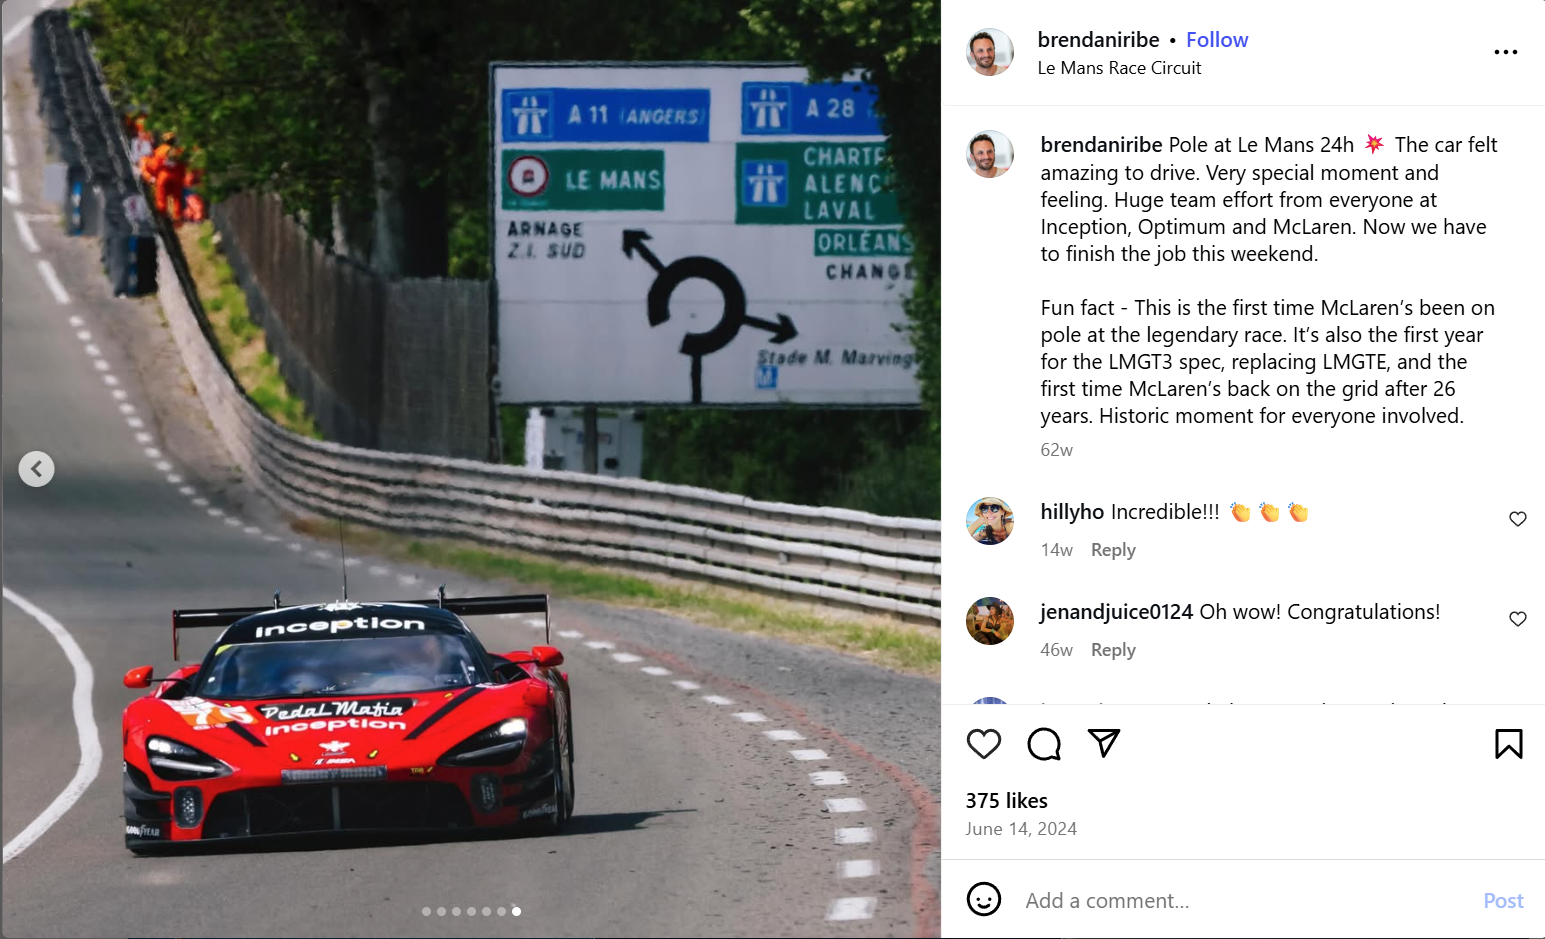 A 11 (ANGERS)
A 28
LE MANS
CHARTR
ALENC
LAVAL
ARNAGE
Z.I. SUD
ORLÉANS
CHANGE
Stade M. Marving
inception
Pedal Mafia
inception
GOODYEAR
brendaniribe • Follow
Le Mans Race Circuit
brendaniribe Pole at Le Mans 24h 💥 The car felt
amazing to drive. Very special moment and
feeling. Huge team effort from everyone at
Inception, Optimum and McLaren. Now we have
to finish the job this weekend.
Fun fact - This is the first time McLaren’s been on
pole at the legendary race. It’s also the first year
for the LMGT3 spec, replacing LMGTE, and the
first time McLaren’s back on the grid after 26
years. Historic moment for everyone involved.
62w
hillyho Incredible!!! 👏 👏 👏
14w Reply
jenandjuice0124 Oh wow! Congratulations!
46w Reply
375 likes
June 14, 2024
Add a comment...
Post